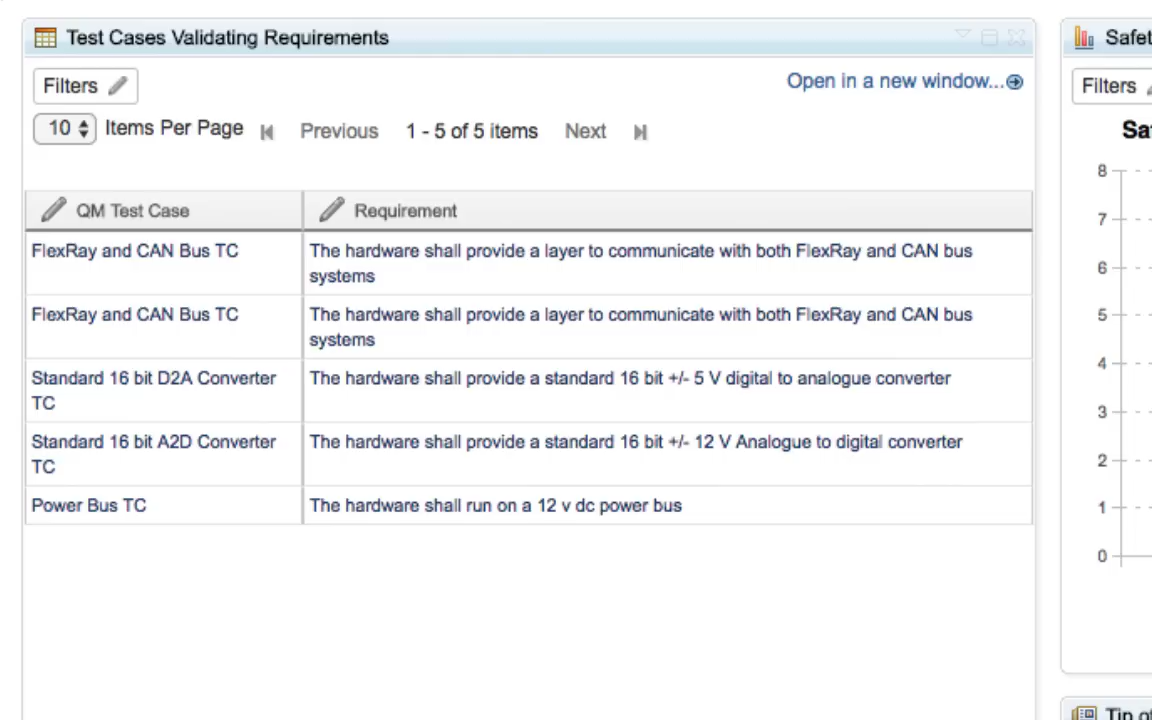 Test Cases Validating Requirements
Filters
Open in a new window...
10 Items Per Page Previous 1 - 5 of 5 items Next
QM Test Case Requirement
FlexRay and CAN Bus TC The hardware shall provide a layer to communicate with both FlexRay and CAN bus
systems
FlexRay and CAN Bus TC The hardware shall provide a layer to communicate with both FlexRay and CAN bus
systems
Standard 16 bit D2A Converter The hardware shall provide a standard 16 bit +/- 5 V digital to analogue converter
TC
Standard 16 bit A2D Converter The hardware shall provide a standard 16 bit +/- 12 V Analogue to digital converter
TC
Power Bus TC The hardware shall run on a 12 v dc power bus
Safet
Filters
Sa
8
7
6
5
4
3
2
1
0
Tip of